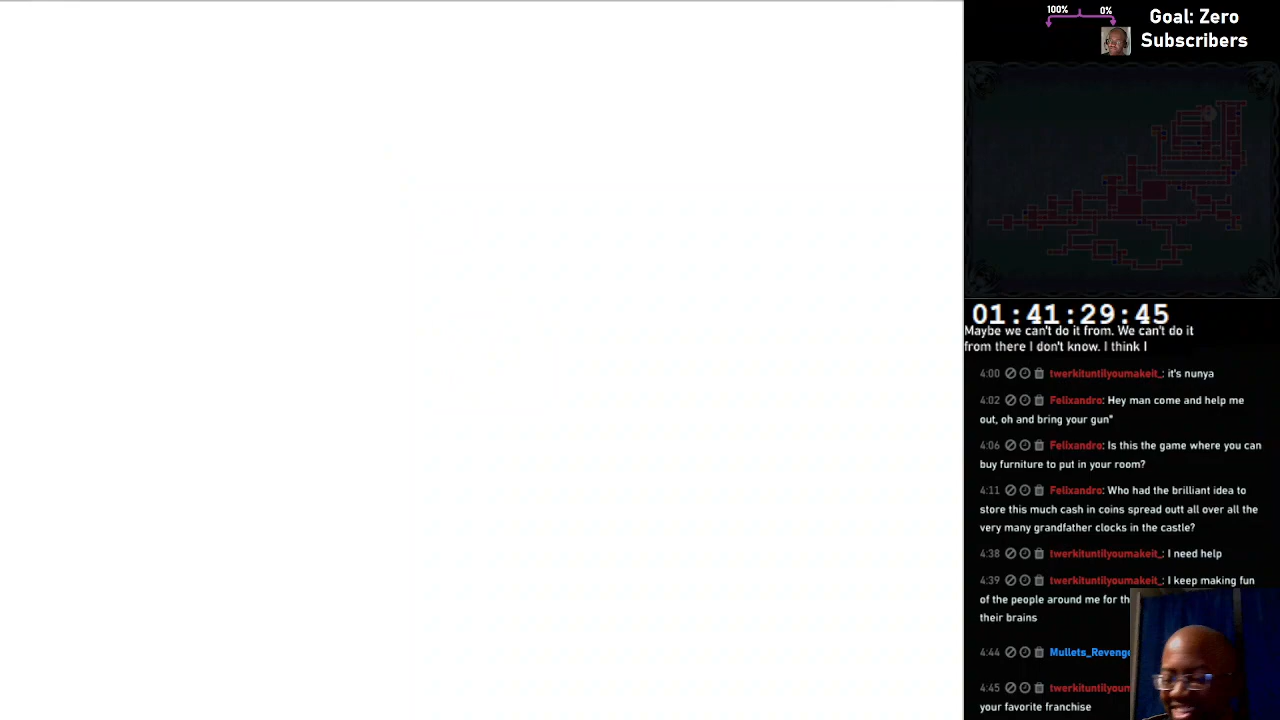 100%
0%
Goal: Zero
Subscribers
01:41:29:45
Maybe we can't do it from. We can't do it
from there I don't know. I think I
4:00 twerkituntilyoumakeit_: it's nunya
4:02 Felixandro: Hey man come and help me
out, oh and bring your gun*
4:06 Felixandro: Is this the game where you can
buy furniture to put in your room?
4:11 Felixandro: Who had the brilliant idea to
store this much cash in coins spread outt all over all the
very many grandfather clocks in the castle?
4:38 twerkituntilyoumakeit_: I need help
4:39 twerkituntilyoumakeit_: I keep making fun
of the people around me for
their brains
4:44
4:45
your favorite franchise